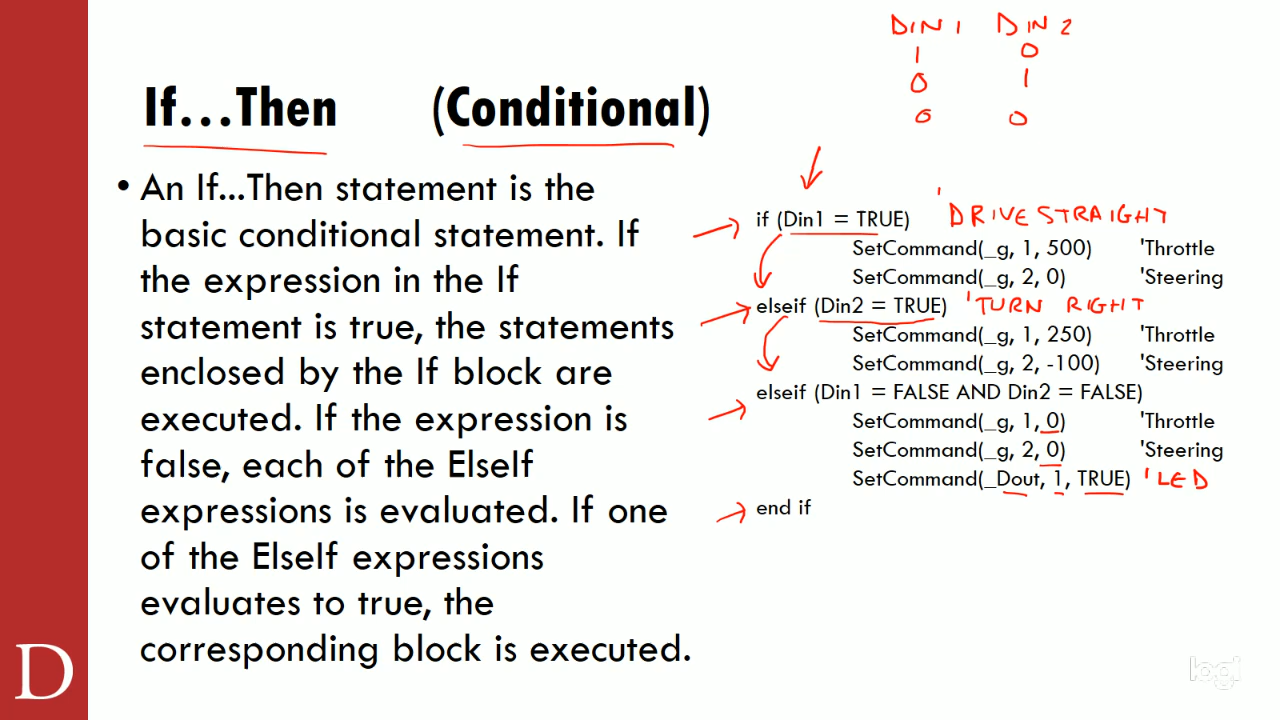 DIN 1 DIN 2
1 0
0 1
0 0
If...Then (Conditional)
• An If...Then statement is the
basic conditional statement. If
the expression in the If
statement is true, the statements
enclosed by the If block are
executed. If the expression is
false, each of the ElseIf
expressions is evaluated. If one
of the ElseIf expressions
evaluates to true, the
corresponding block is executed.
if (Din1 = TRUE) 'DRIVE STRAIGHT
SetCommand(_g, 1, 500) 'Throttle
SetCommand(_g, 2, 0) 'Steering
elseif (Din2 = TRUE) 'TURN RIGHT
SetCommand(_g, 1, 250) 'Throttle
SetCommand(_g, 2, -100) 'Steering
elseif (Din1 = FALSE AND Din2 = FALSE)
SetCommand(_g, 1, 0) 'Throttle
SetCommand(_g, 2, 0) 'Steering
SetCommand(_Dout, 1, TRUE) 'LED
end if
D
logi